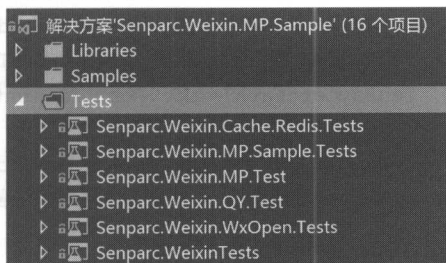 解决方案'Senparc.Weixin.MP.Sample' (16 个项目)
Libraries
Samples
Tests
Senparc.Weixin.Cache.Redis.Tests
Senparc.Weixin.MP.Sample.Tests
Senparc.Weixin.MP.Test
Senparc.Weixin.QY.Test
Senparc.Weixin.WxOpen.Tests
Senparc.WeixinTests